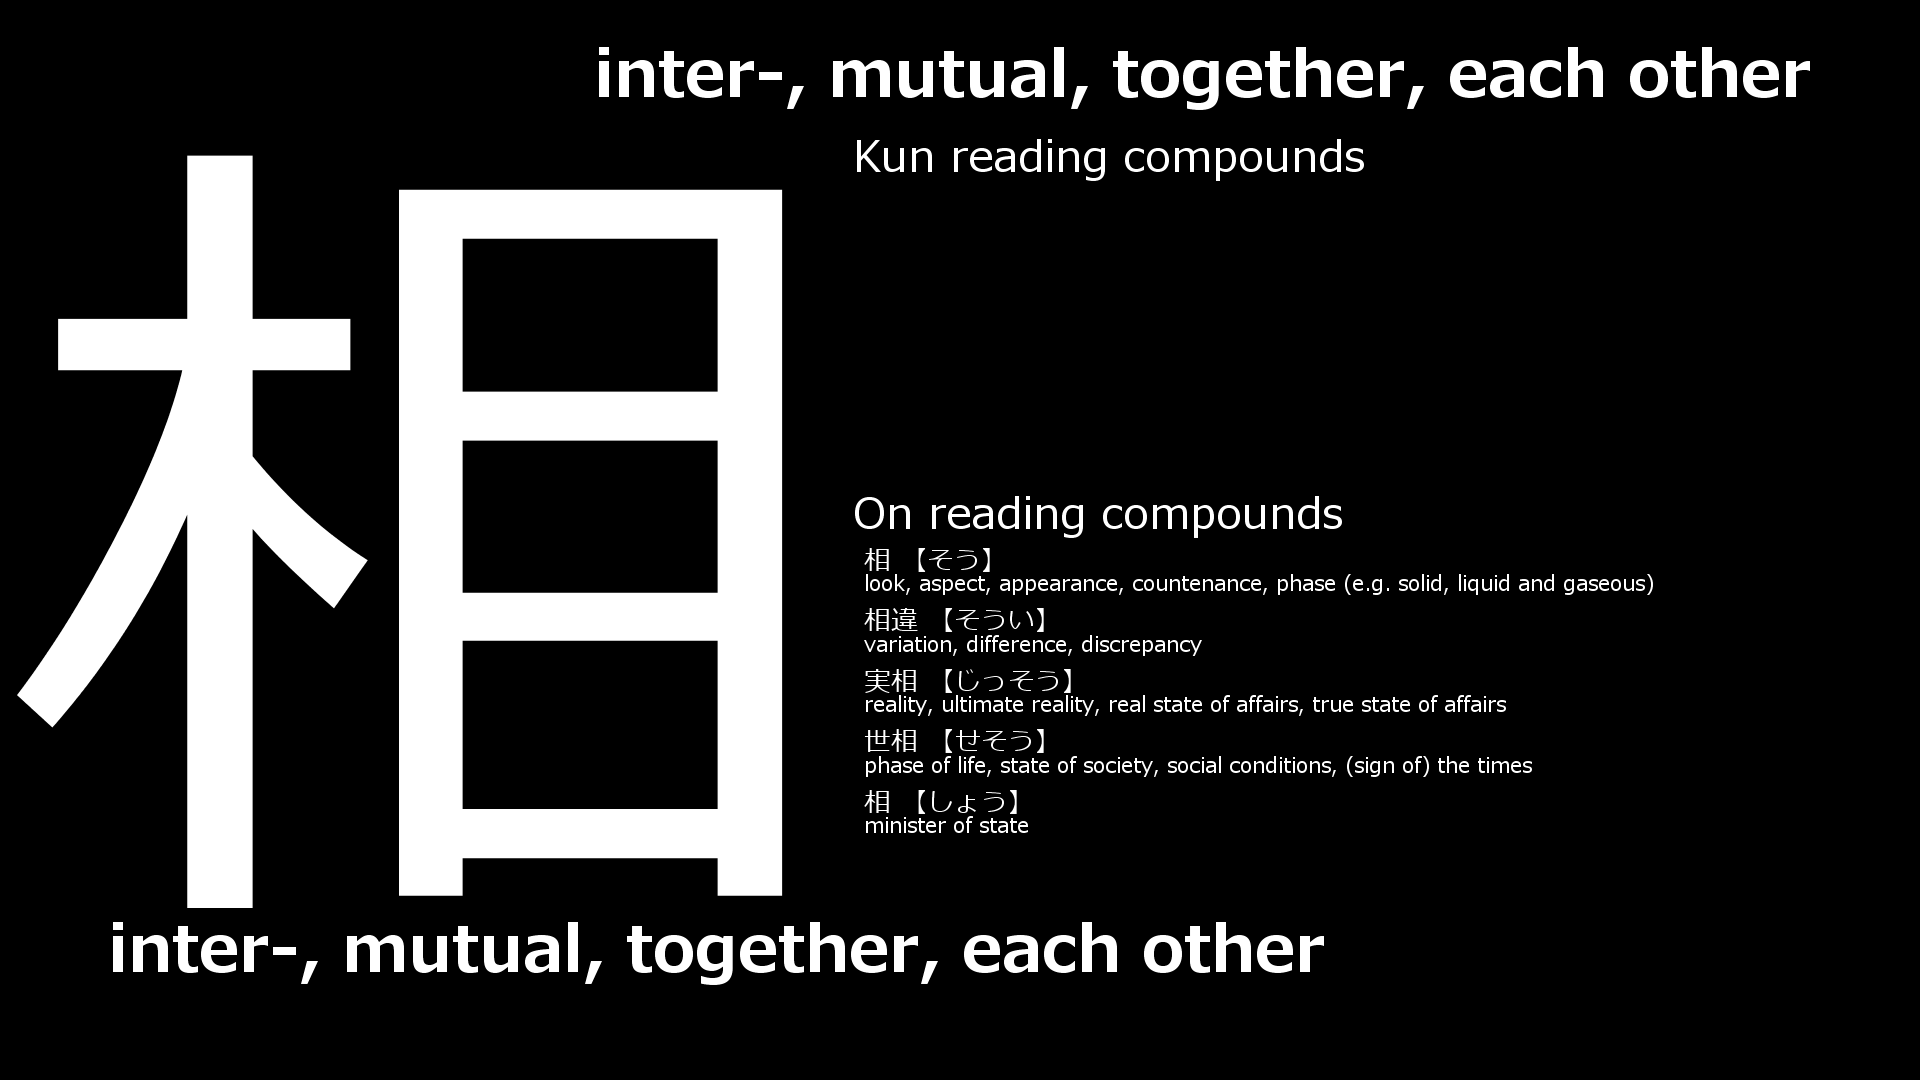 inter-, mutual, together, each other
相
Kun reading compounds
On reading compounds
相 【そう】
look, aspect, appearance, countenance, phase (e.g. solid, liquid and gaseous)
相違 【そうい】
variation, difference, discrepancy
実相 【じっそう】
reality, ultimate reality, real state of affairs, true state of affairs
世相 【せそう】
phase of life, state of society, social conditions, (sign of) the times
相 【しょう】
minister of state
inter-, mutual, together, each other